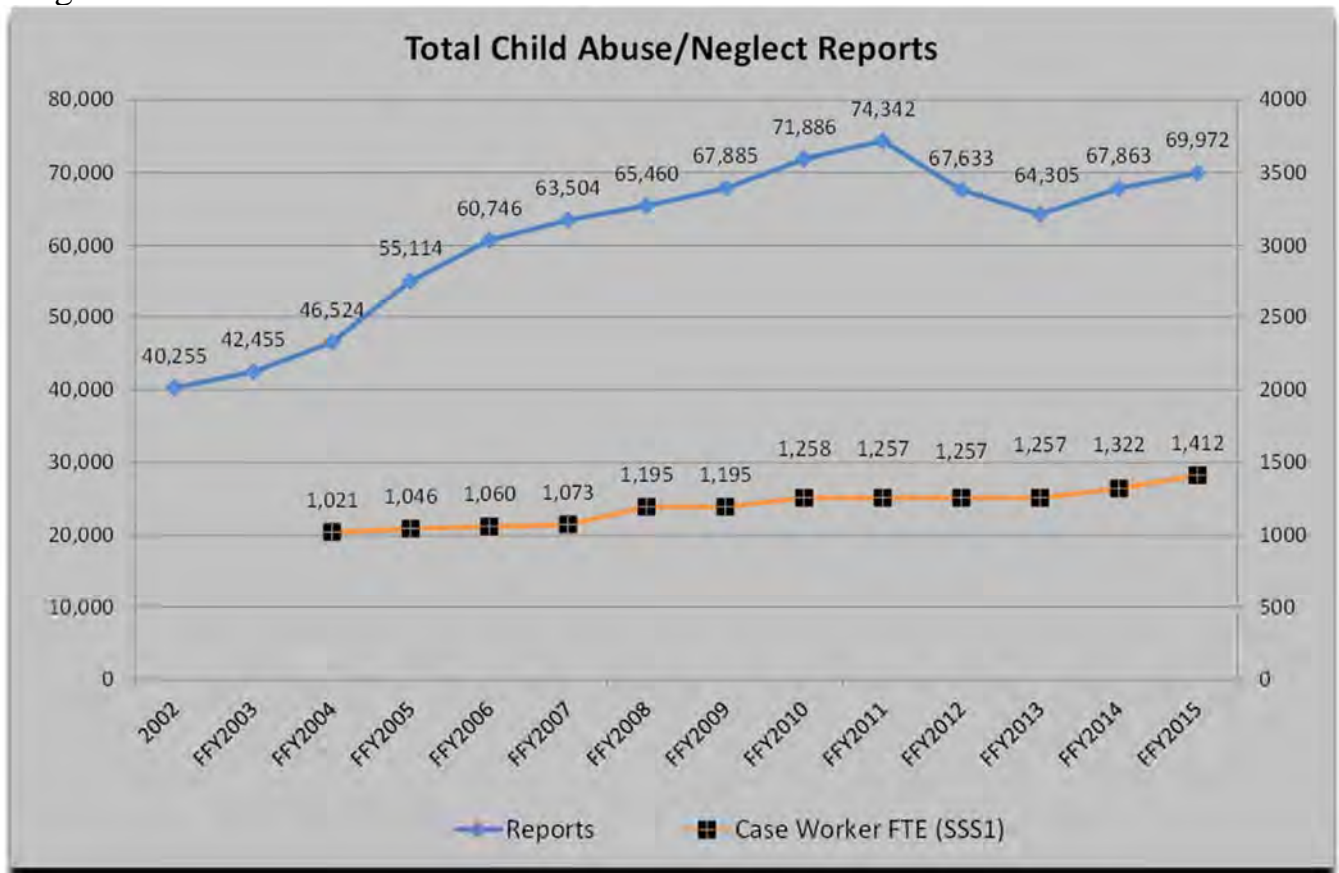 Total Child Abuse/Neglect Reports
80,000
70,000
60,000
50,000
40,000
30,000
20,000
10,000
0
4000
3500
3000
2500
2000
1500
1000
500
0
40,255
42,455
46,524
55,114
60,746
63,504
65,460
67,885
71,886
74,342
67,633
64,305
67,863
69,972
1,021
1,046
1,060
1,073
1,195
1,195
1,258
1,257
1,257
1,257
1,322
1,412
2002
FFY2003
FFY2004
FFY2005
FFY2006
FFY2007
FFY2008
FFY2009
FFY2010
FFY2011
FFY2012
FFY2013
FFY2014
FFY2015
Reports
Case Worker FTE (SSS1)